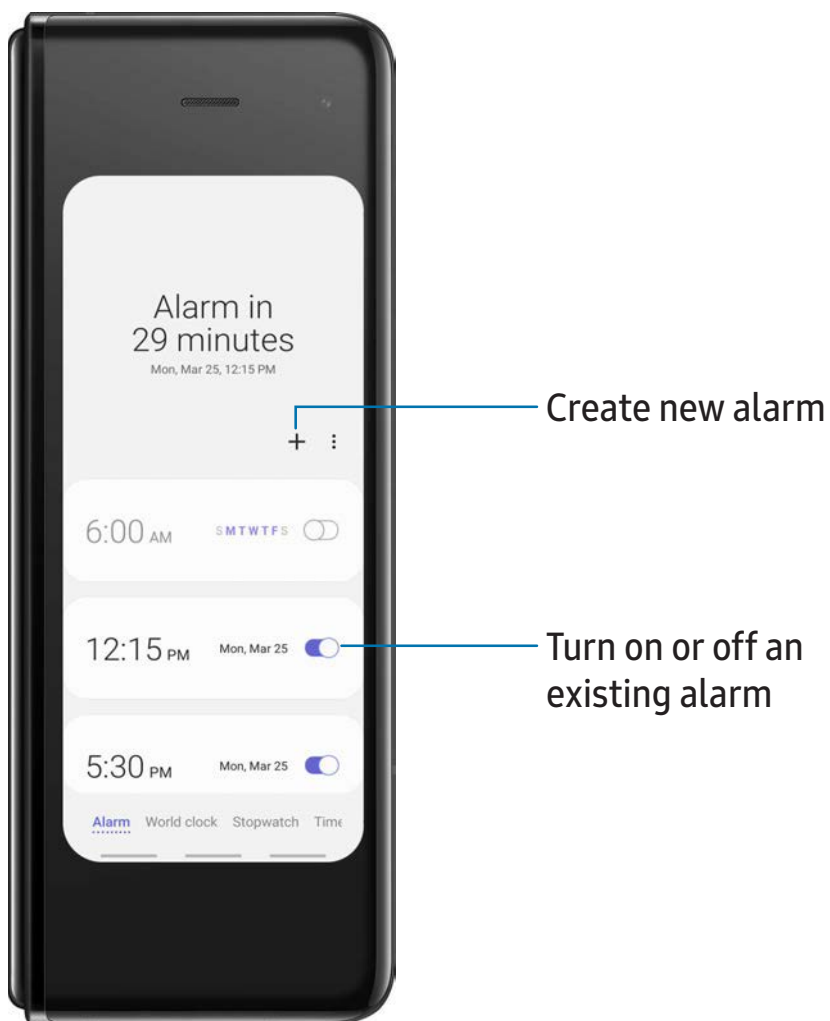 Alarm in
29 minutes
Mon, Mar 25, 12:15 PM
Create new alarm
6:00 AM SMTWTFS
12:15 PM Mon, Mar 25
Turn on or off an
existing alarm
5:30 PM Mon, Mar 25
Alarm World clock Stopwatch Time